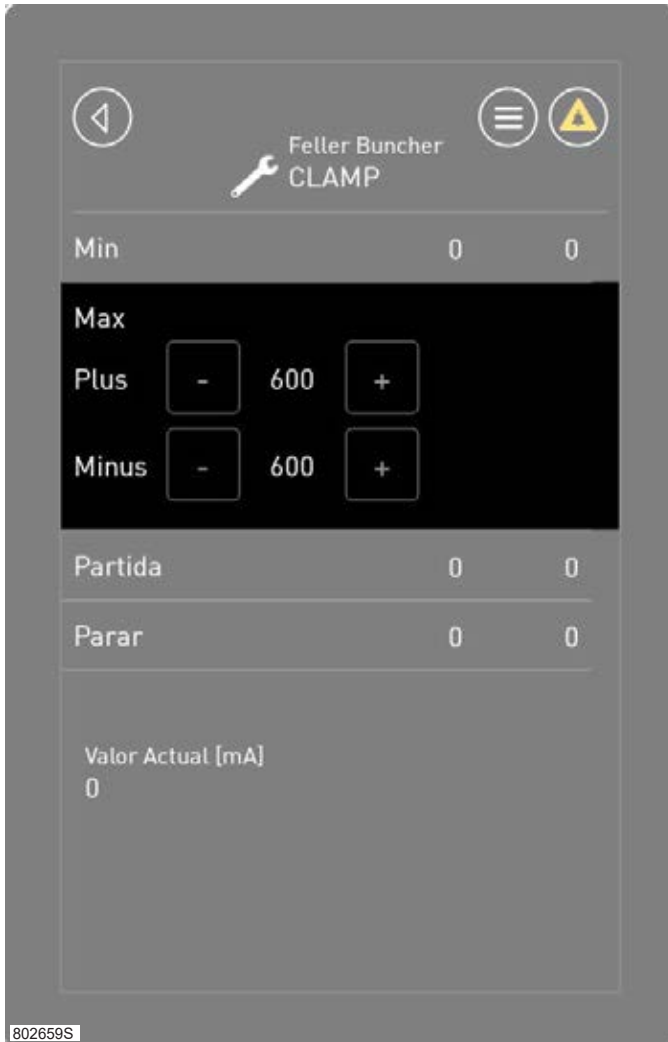 Feller Buncher
CLAMP
Min 0 0
Max
Plus - 600 +
Minus - 600 +
Partida 0 0
Parar 0 0
Valor Actual [mA]
0
802659S